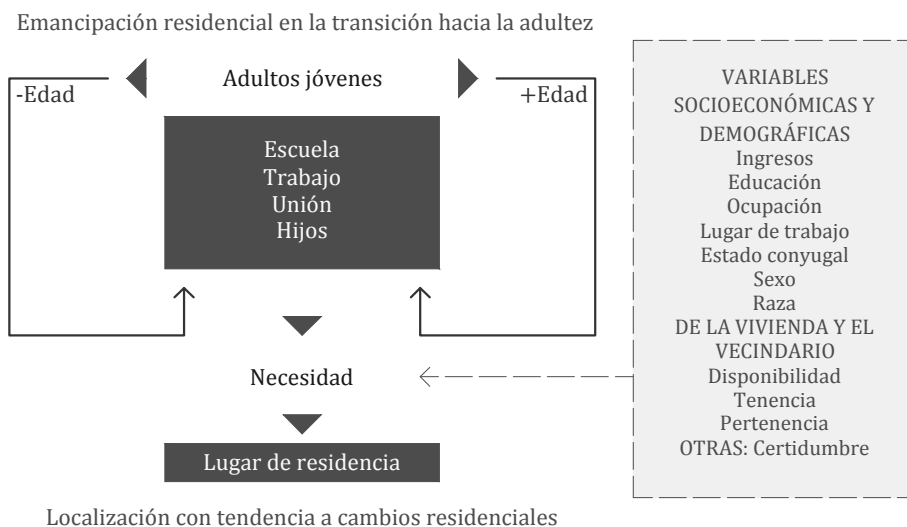 Emancipación residencial en la transición hacia la adultez
-Edad
Adultos jóvenes
+Edad
Escuela
Trabajo
Unión
Hijos
Necesidad
Lugar de residencia
Localización con tendencia a cambios residenciales
VARIABLES
SOCIOECONÓMICAS Y
DEMOGRÁFICAS
Ingresos
Educación
Ocupación
Lugar de trabajo
Estado conyugal
Sexo
Raza
DE LA VIVIENDA Y EL
VECINDARIO
Disponibilidad
Tenencia
Pertenencia
OTRAS: Certidumbre